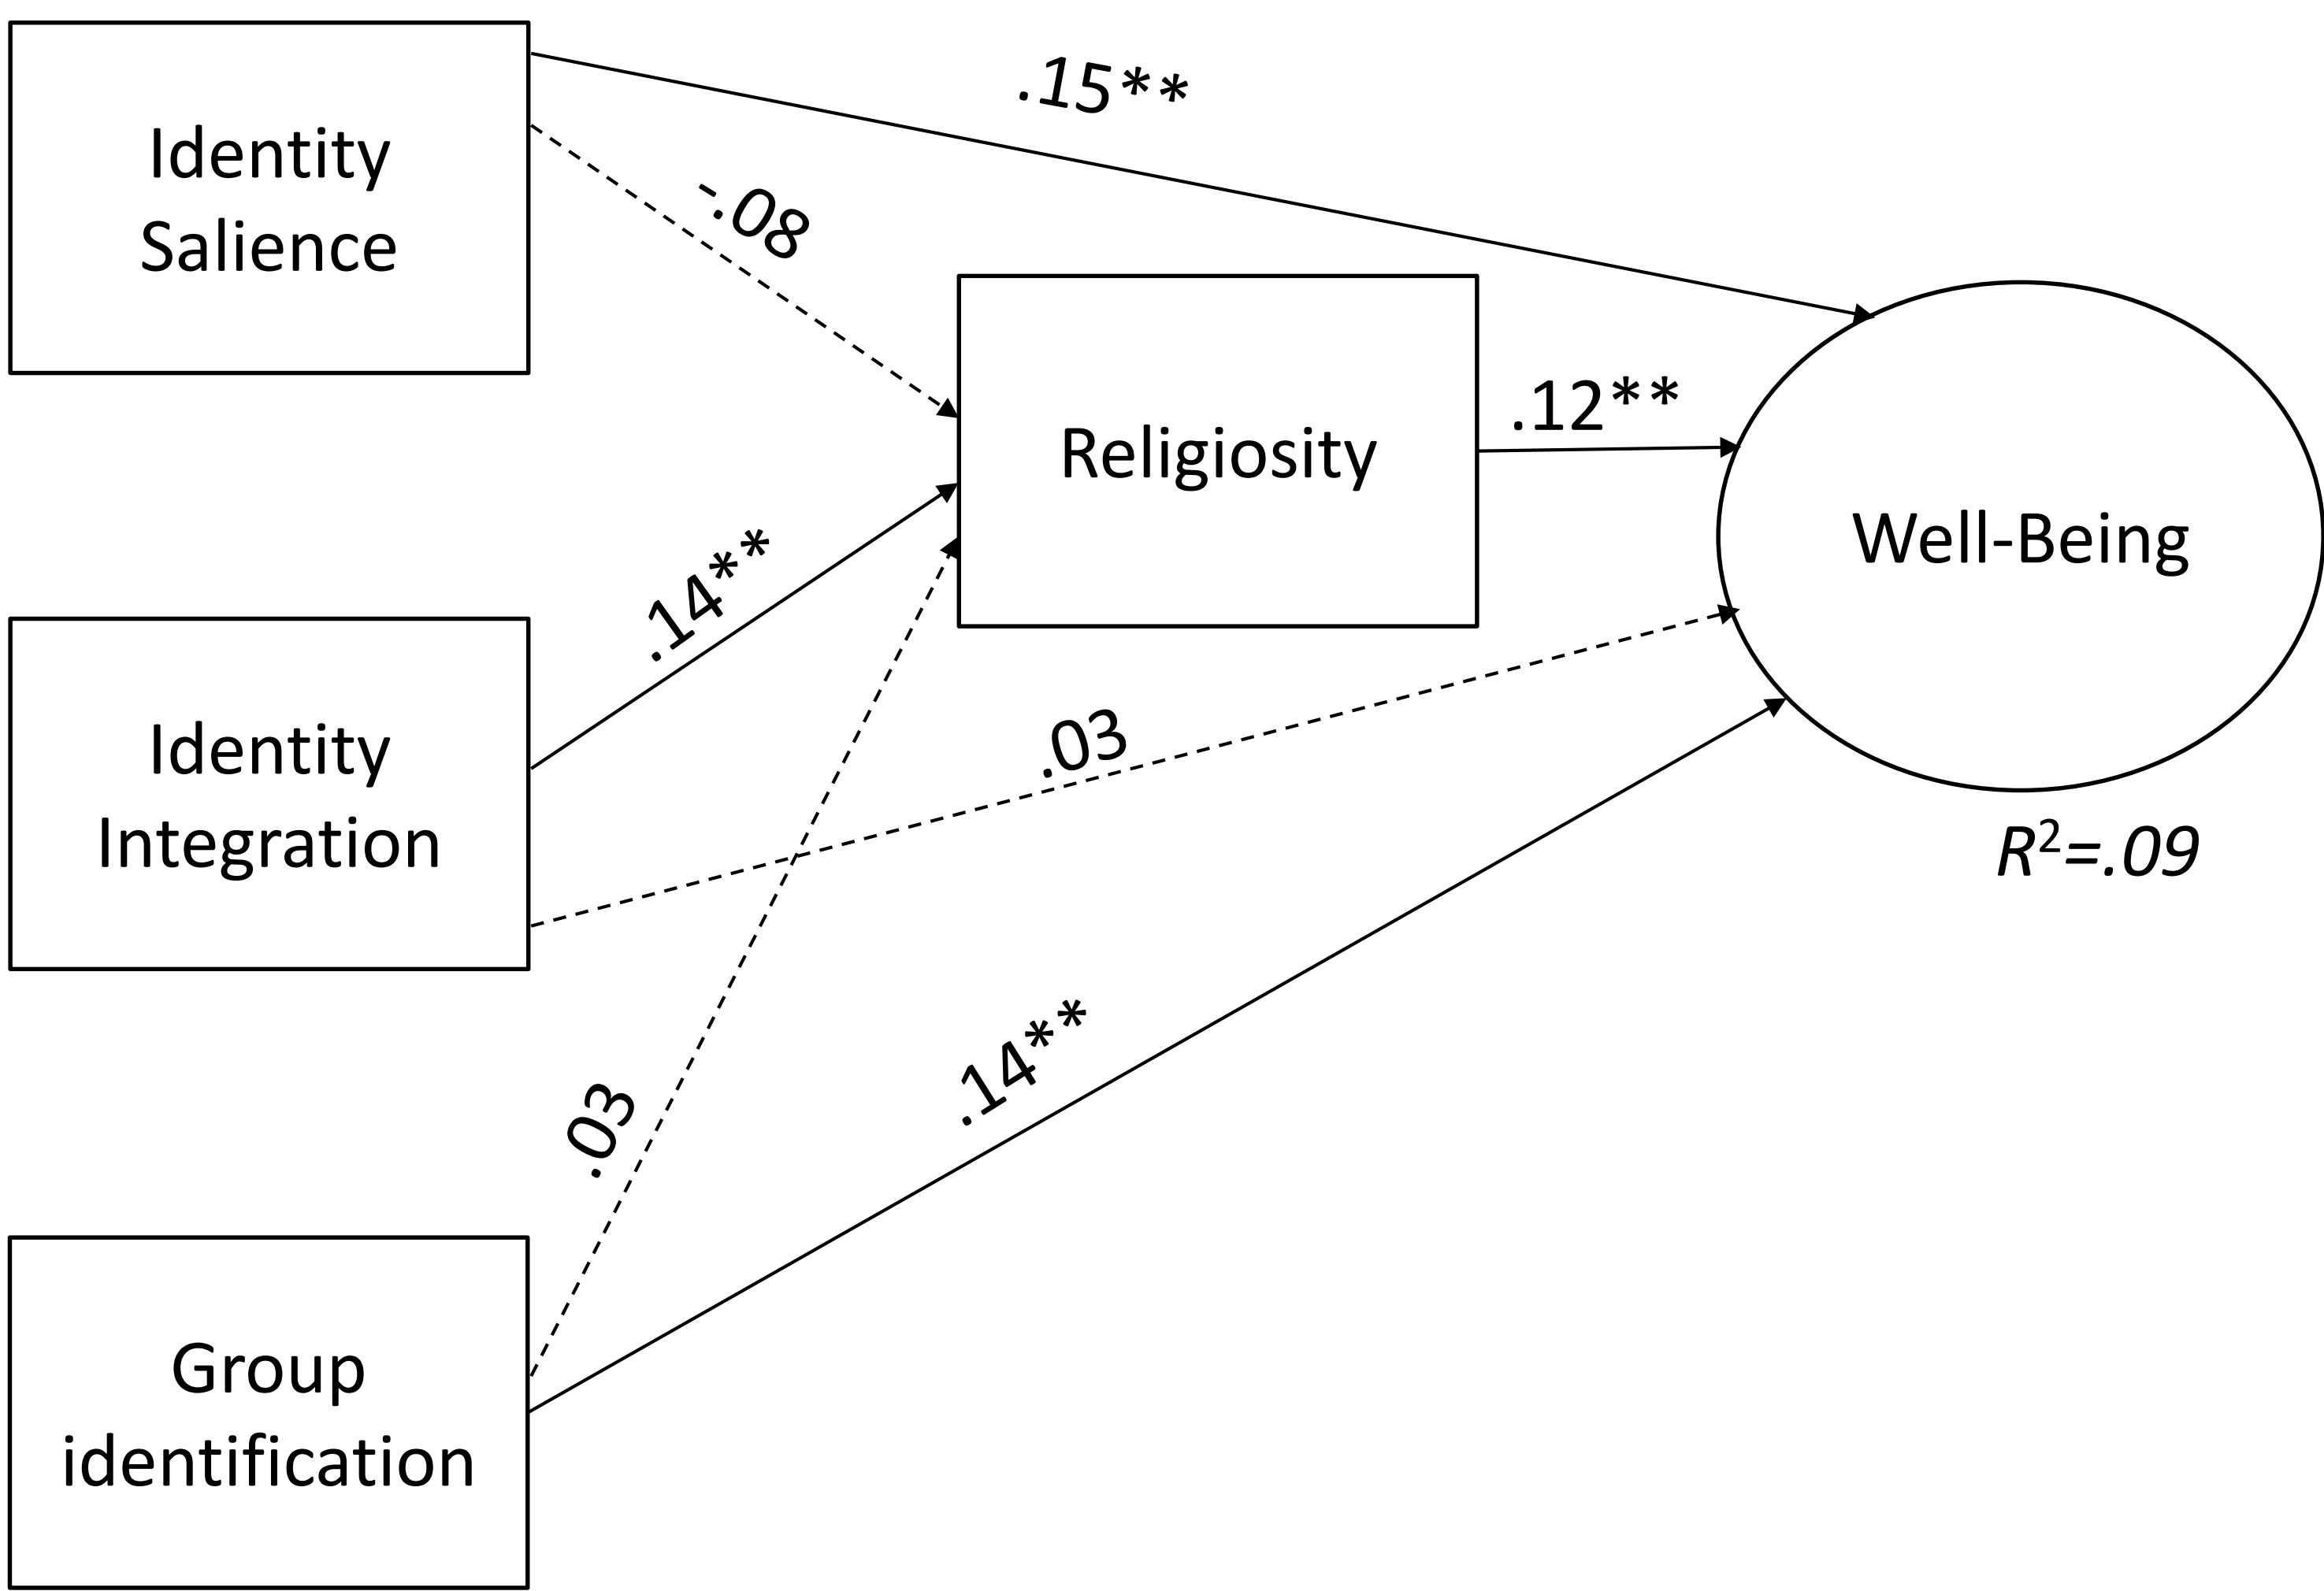 Identity
Salience
.15**
-.08
Religiosity
.12**
Well-Being
.14**
Identity
Integration
.03
R²=.09
.14**
.03
Group
identification